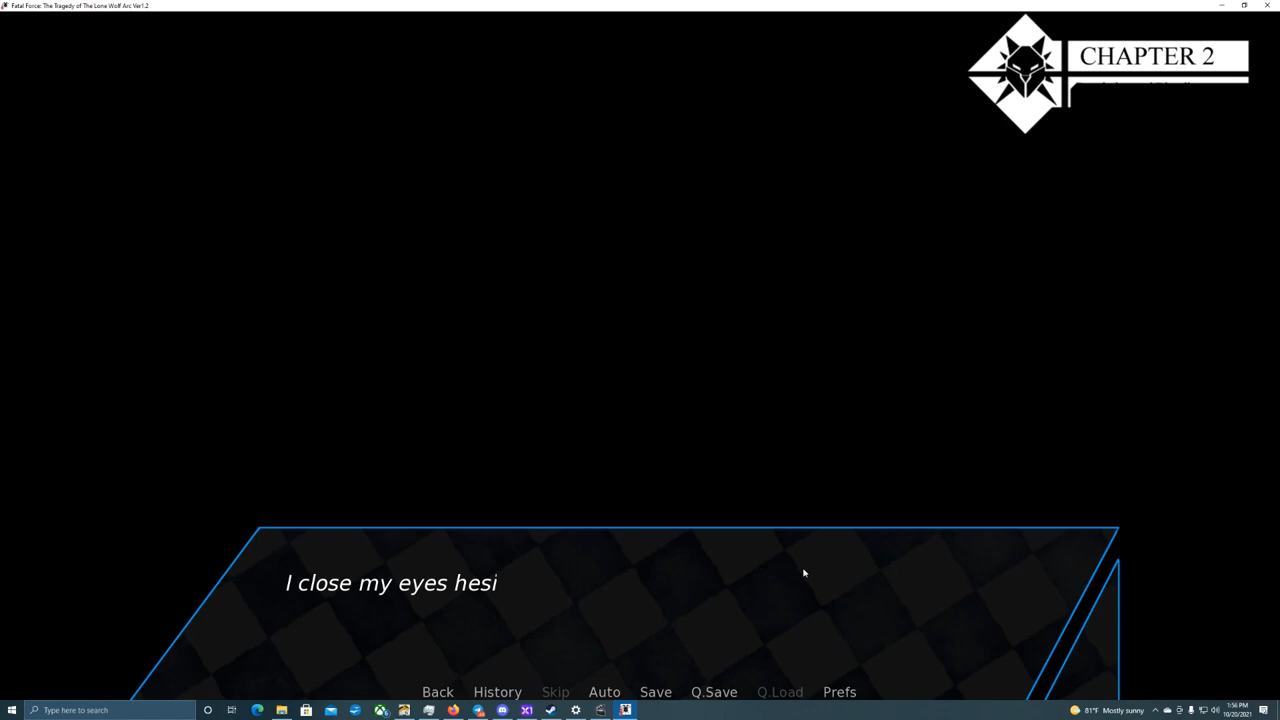 Fatal Force: The Tragedy of The Lone Wolf Arc Ver1.2
CHAPTER 2
I close my eyes hesi
Back History Skip Auto Save Q.Save Q.Load Prefs
Type here to search
81°F Mostly sunny
1:56 PM
10/20/2021